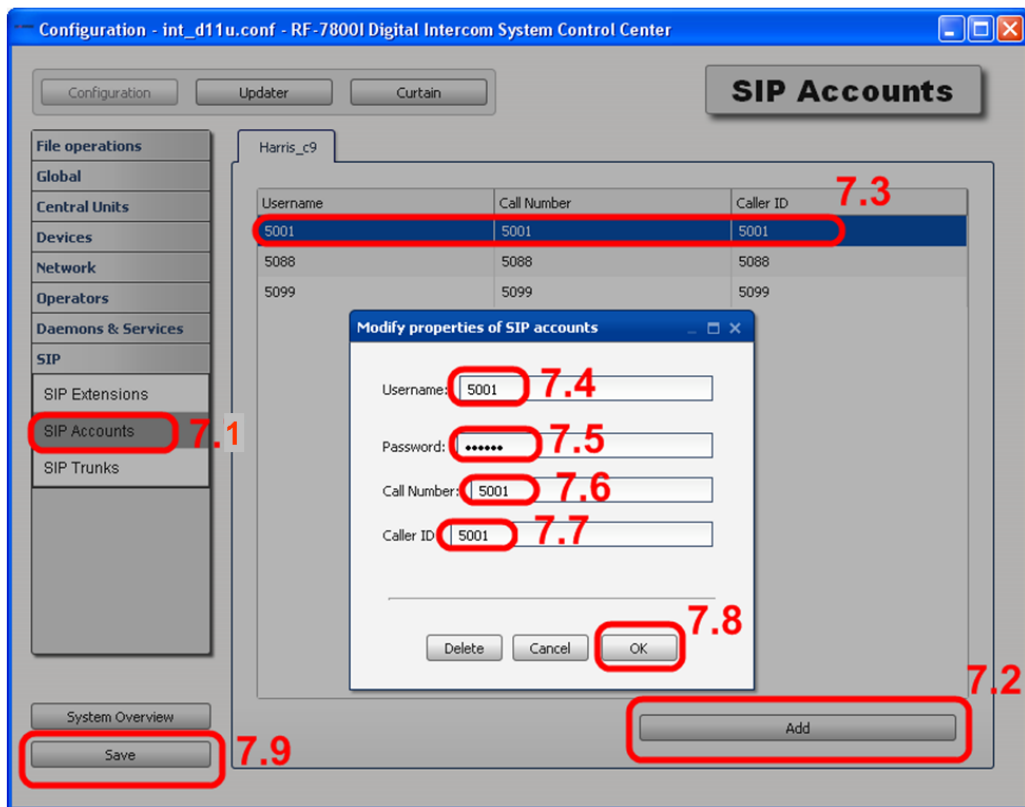 Configuration - int_d11u.conf - RF-7800I Digital Intercom System Control Center
Configuration Updater Curtain
SIP Accounts
File operations
Global
Central Units
Devices
Network
Operators
Daemons & Services
SIP
SIP Extensions
SIP Accounts 7.1
SIP Trunks
Harris_c9
Username Call Number Caller ID 7.3
5001 5001 5001
5088 5088 5088
5099 5099 5099
Modify properties of SIP accounts
Username: 5001 7.4
Password: •••••• 7.5
Call Number: 5001 7.6
Caller ID 5001 7.7
Delete Cancel OK 7.8
7.2
Add
System Overview
Save 7.9